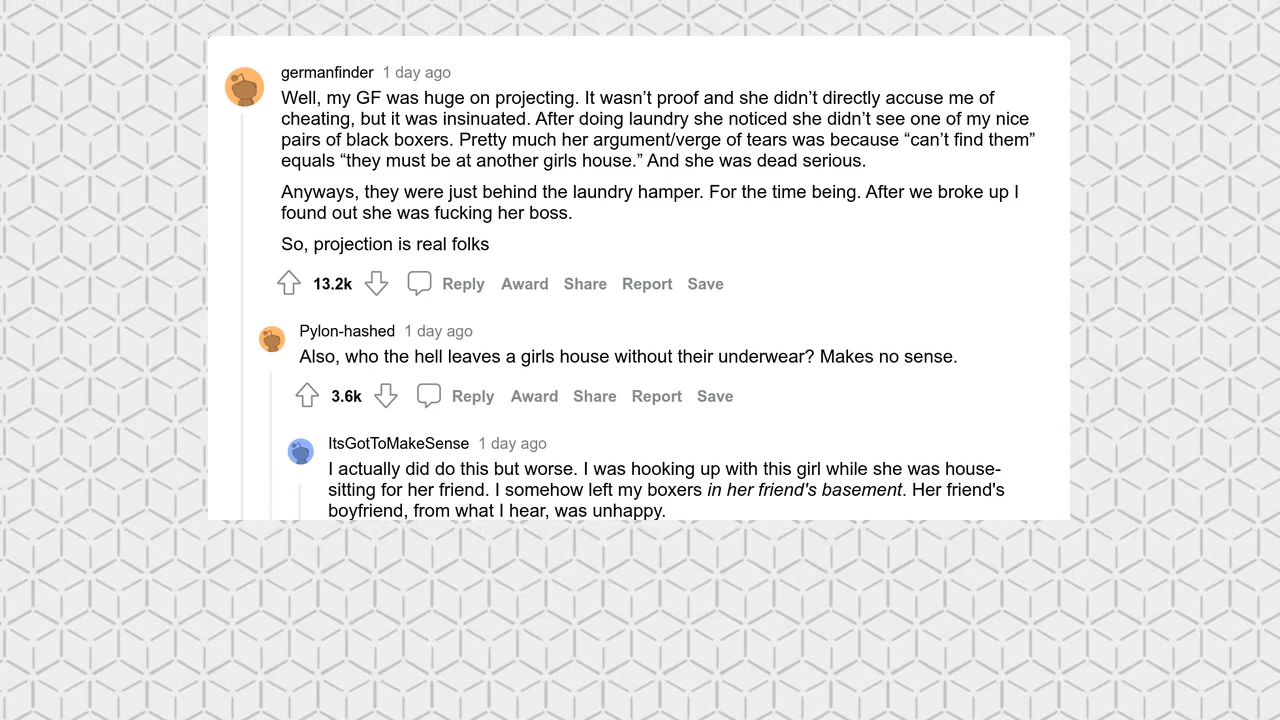 germanfinder 1 day ago
Well, my GF was huge on projecting. It wasn’t proof and she didn’t directly accuse me of
cheating, but it was insinuated. After doing laundry she noticed she didn’t see one of my nice
pairs of black boxers. Pretty much her argument/verge of tears was because “can’t find them”
equals “they must be at another girls house.” And she was dead serious.
Anyways, they were just behind the laundry hamper. For the time being. After we broke up I
found out she was fucking her boss.
So, projection is real folks
13.2k Reply Award Share Report Save
Pylon-hashed 1 day ago
Also, who the hell leaves a girls house without their underwear? Makes no sense.
3.6k Reply Award Share Report Save
ItsGotToMakeSense 1 day ago
I actually did do this but worse. I was hooking up with this girl while she was house-
sitting for her friend. I somehow left my boxers in her friend's basement. Her friend's
boyfriend, from what I hear, was unhappy.